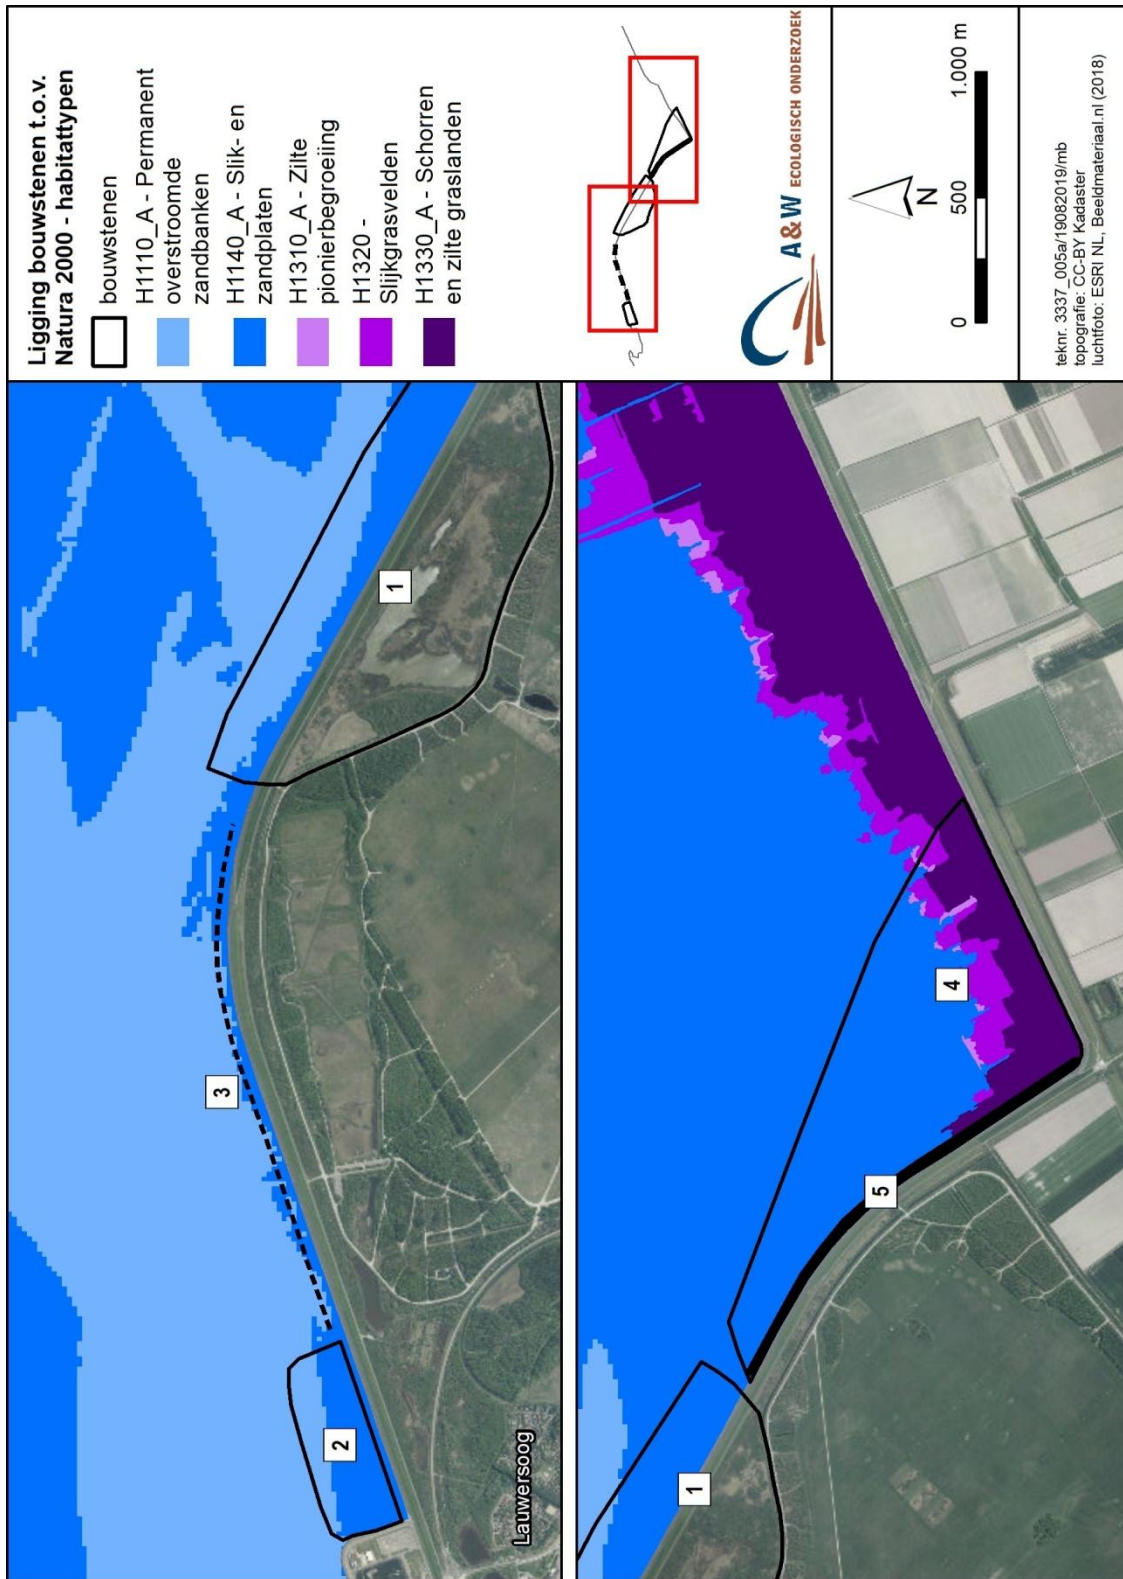 Ligging bouwstenen t.o.v.
Natura 2000 - habitattypen
bouwstenen
H1110_A - Permanent
overstroomde
zandbanken
H1140_A - Slik- en
zandplaten
H1310_A - Zilte
pionierbegroeiing
H1320 -
Slijkgrasvelden
H1330_A - Schorren
en zilte graslanden
A&W ECOLOGISCH ONDERZOEK
N
0 500 1.000 m
teknr. 3337_005a/19082019/mb
topografie: CC-BY Kadaster
luchtfoto: ESRI NL, Beeldmateriaal.nl (2018)
1
2
3
Lauwersoog
1
4
5